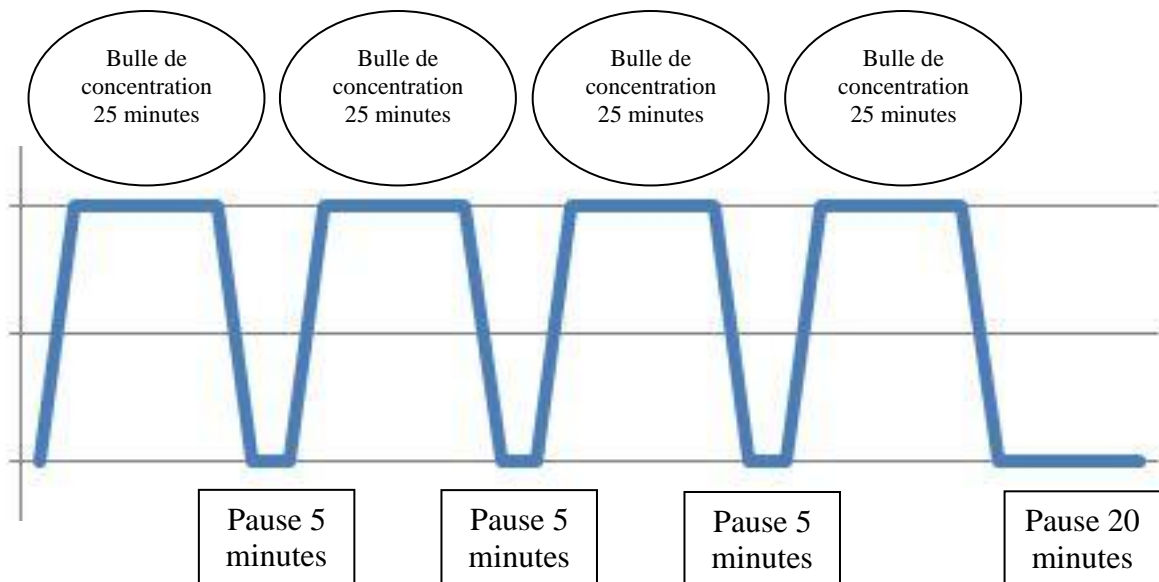 Bulle de
concentration
25 minutes
Bulle de
concentration
25 minutes
Bulle de
concentration
25 minutes
Bulle de
concentration
25 minutes
Pause 5
minutes
Pause 5
minutes
Pause 5
minutes
Pause 20
minutes